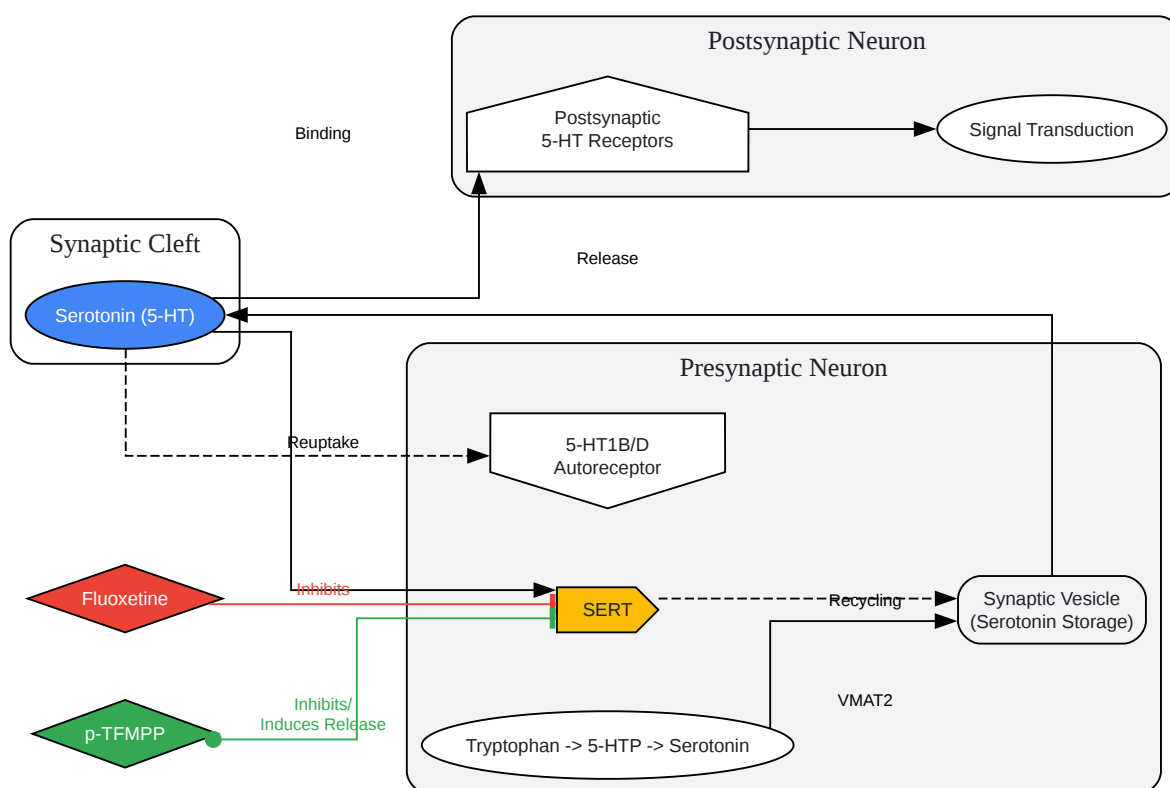 Postsynaptic Neuron
Postsynaptic
5-HT Receptors
Signal Transduction
Binding
Synaptic Cleft
Serotonin (5-HT)
Release
Presynaptic Neuron
5-HT1B/D
Autoreceptor
Reuptake
Fluoxetine
Inhibits
SERT
Recycling
Synaptic Vesicle
(Serotonin Storage)
Inhibits/
Induces Release
p-TFMPP
VMAT2
Tryptophan -> 5-HTP -> Serotonin